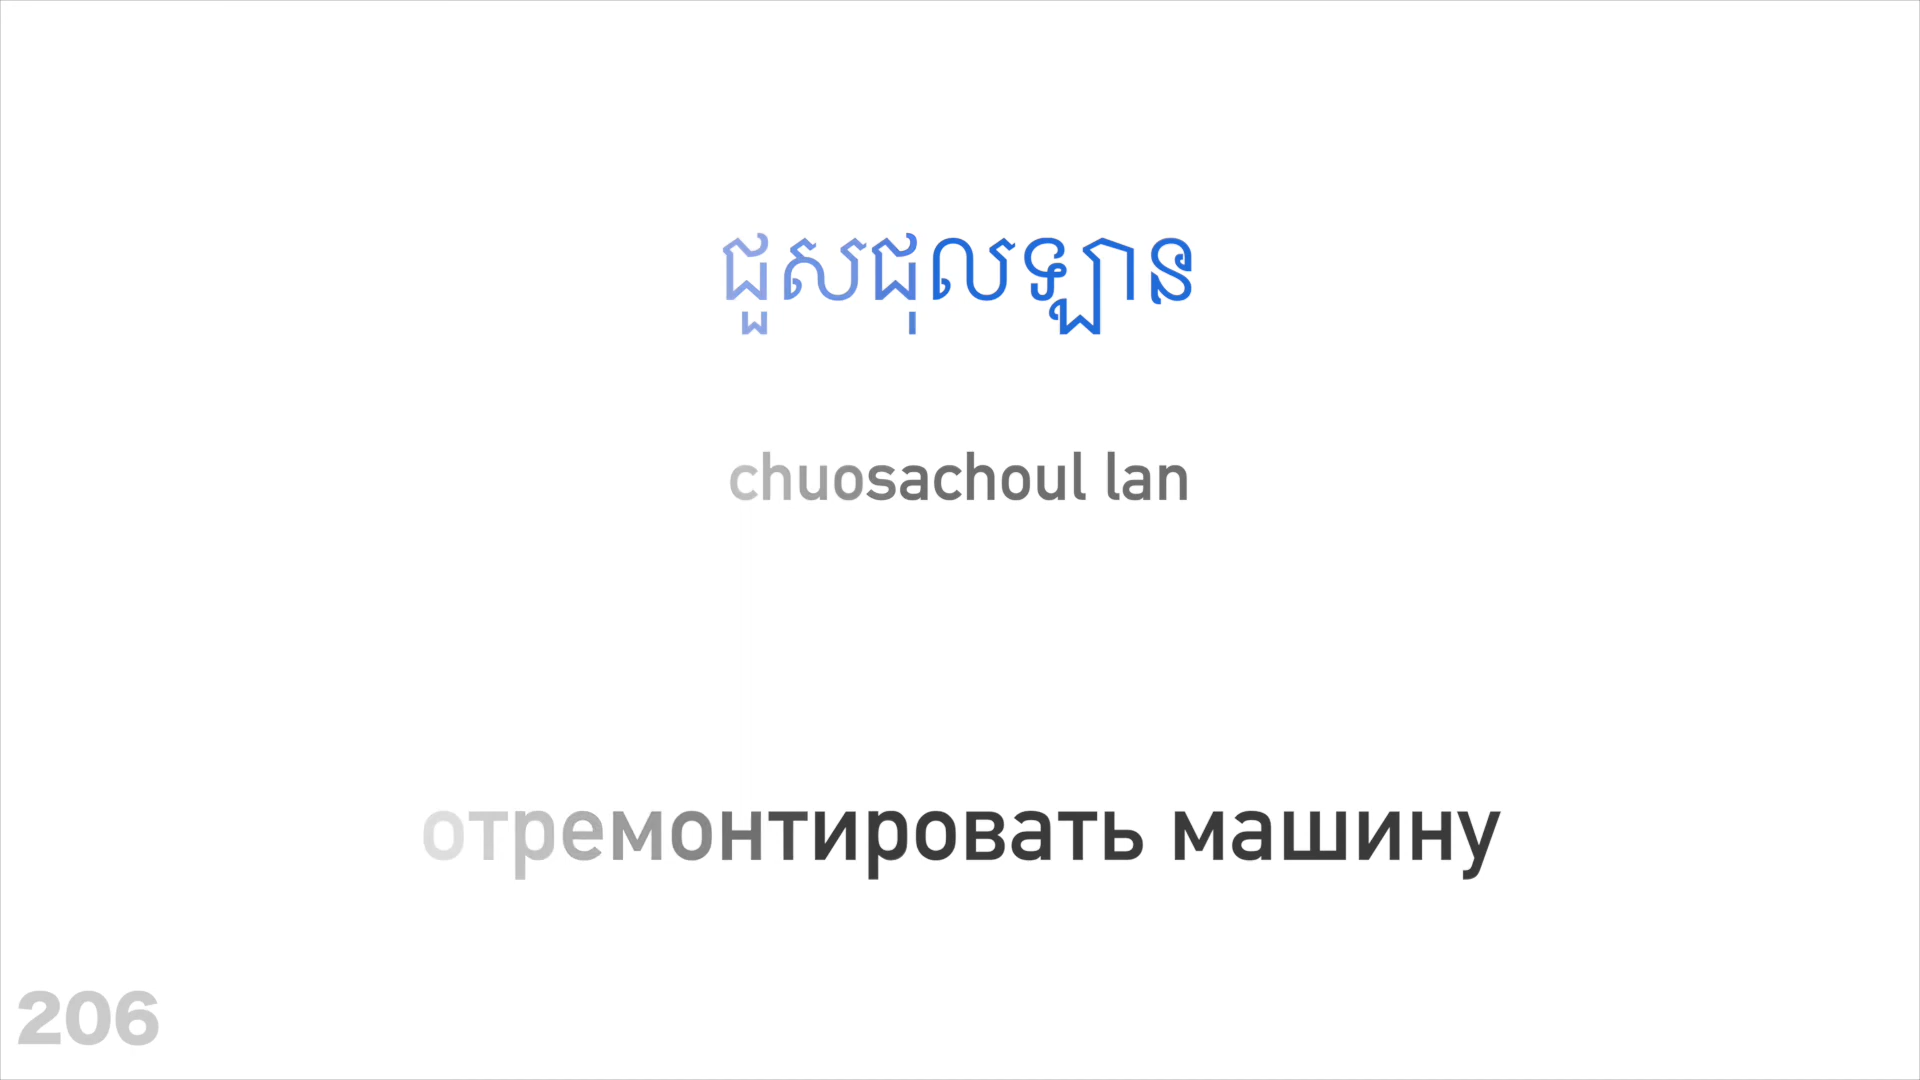 ជួសជុលឡាន
chuosachoul lan
отремонтировать машину
206